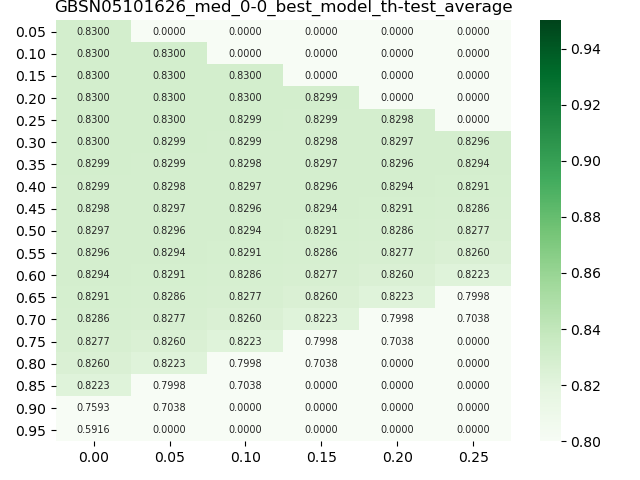 GBSN05101626_med_0-0_best_model_th-test_average
0.05 0.8300 0.0000 0.0000 0.0000 0.0000 0.0000
0.10 0.8300 0.8300 0.0000 0.0000 0.0000 0.0000
0.15 0.8300 0.8300 0.8300 0.0000 0.0000 0.0000
0.20 0.8300 0.8300 0.8300 0.8299 0.0000 0.0000
0.25 0.8300 0.8300 0.8299 0.8299 0.8298 0.0000
0.30 0.8300 0.8299 0.8299 0.8298 0.8297 0.8296
0.35 0.8299 0.8299 0.8298 0.8297 0.8296 0.8294
0.40 0.8299 0.8298 0.8297 0.8296 0.8294 0.8291
0.45 0.8298 0.8297 0.8296 0.8294 0.8291 0.8286
0.50 0.8297 0.8296 0.8294 0.8291 0.8286 0.8277
0.55 0.8296 0.8294 0.8291 0.8286 0.8277 0.8260
0.60 0.8294 0.8291 0.8286 0.8277 0.8260 0.8223
0.65 0.8291 0.8286 0.8277 0.8260 0.8223 0.7998
0.70 0.8286 0.8277 0.8260 0.8223 0.7998 0.7038
0.75 0.8277 0.8260 0.8223 0.7998 0.7038 0.0000
0.80 0.8260 0.8223 0.7998 0.7038 0.0000 0.0000
0.85 0.8223 0.7998 0.7038 0.0000 0.0000 0.0000
0.90 0.7593 0.7038 0.0000 0.0000 0.0000 0.0000
0.95 0.5916 0.0000 0.0000 0.0000 0.0000 0.0000
0.00 0.05 0.10 0.15 0.20 0.25
0.94
0.92
0.90
0.88
0.86
0.84
0.82
0.80